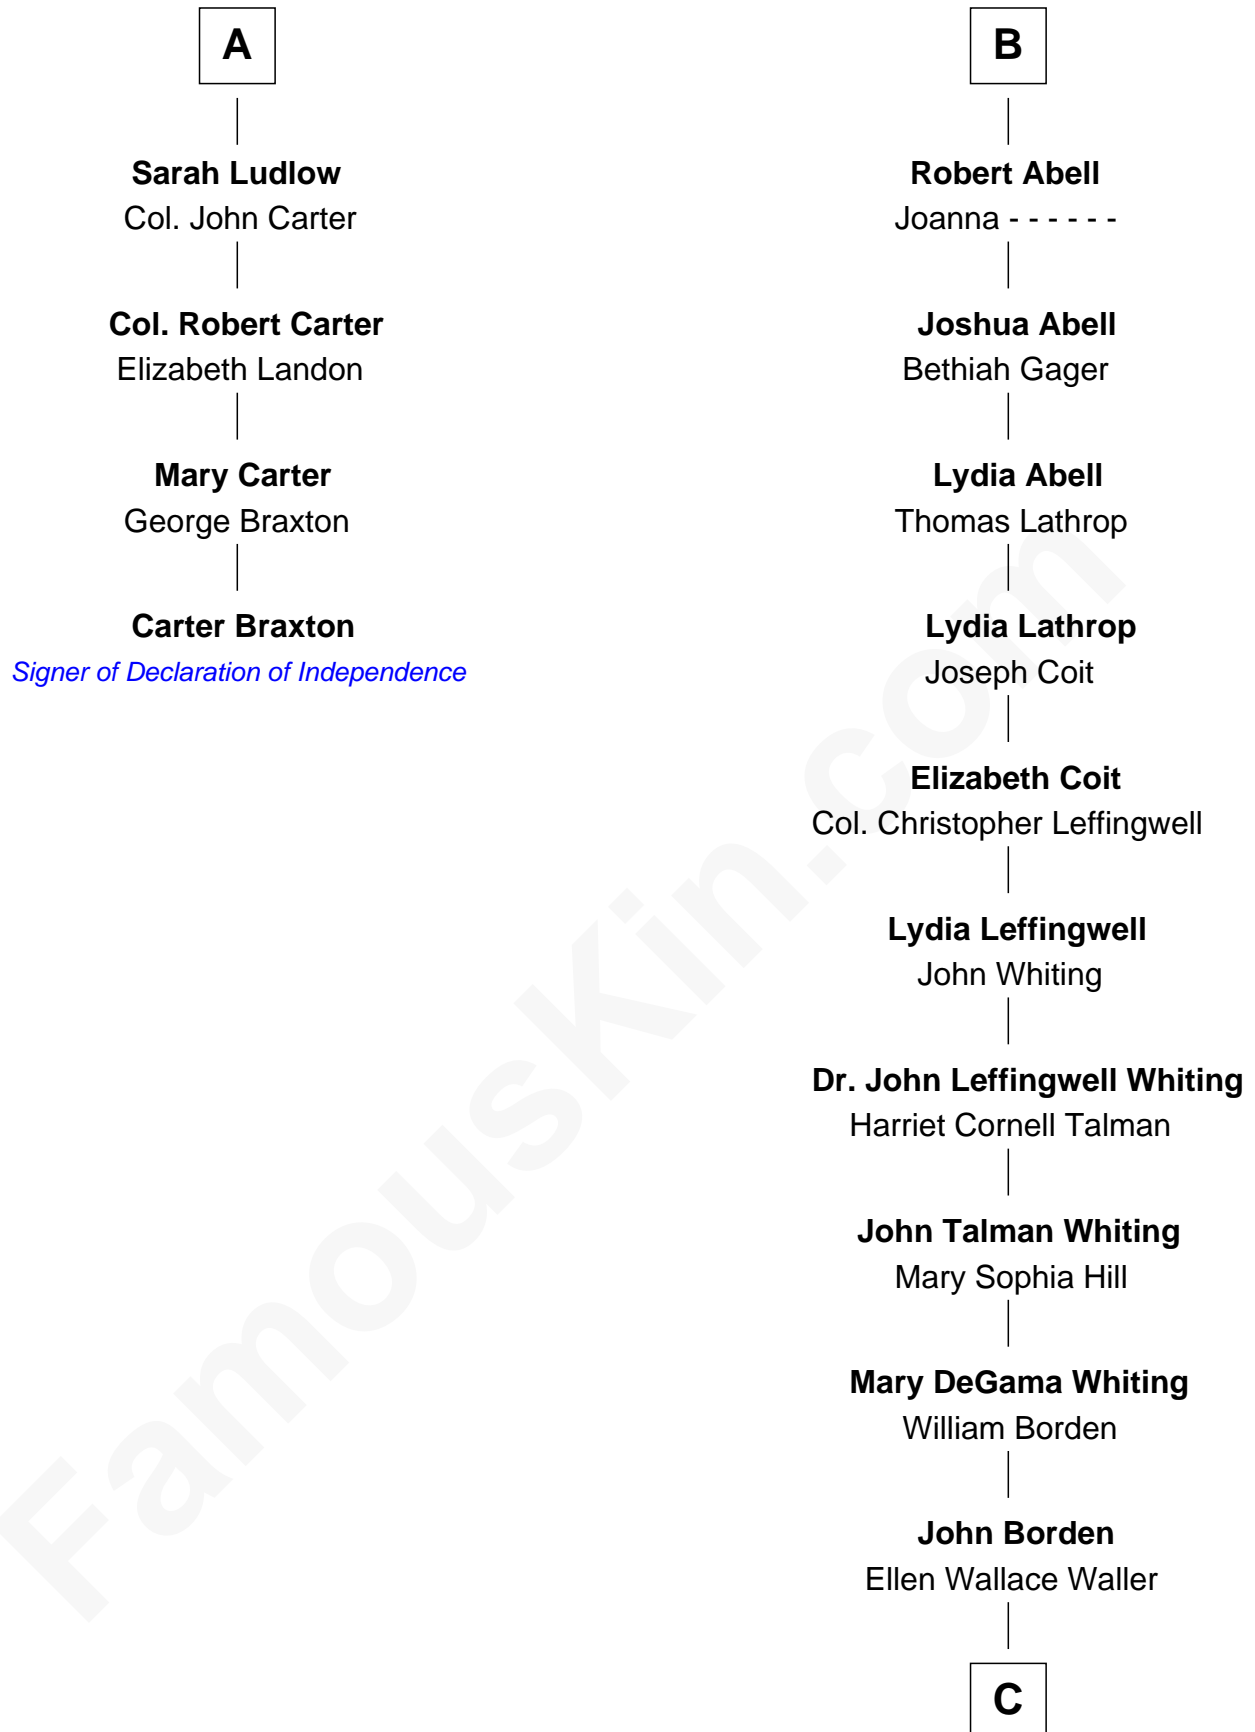 A
Sarah Ludlow
Col. John Carter
Col. Robert Carter
Elizabeth Landon
Mary Carter
George Braxton
Carter Braxton
Signer of Declaration of Independence
B
Robert Abell
Joanna - - - - - -
Joshua Abell
Bethiah Gager
Lydia Abell
Thomas Lathrop
Lydia Lathrop
Joseph Coit
Elizabeth Coit
Col. Christopher Leffingwell
Lydia Leffingwell
John Whiting
Dr. John Leffingwell Whiting
Harriet Cornell Talman
John Talman Whiting
Mary Sophia Hill
Mary DeGama Whiting
William Borden
John Borden
Ellen Wallace Waller
C
FamousKin.com